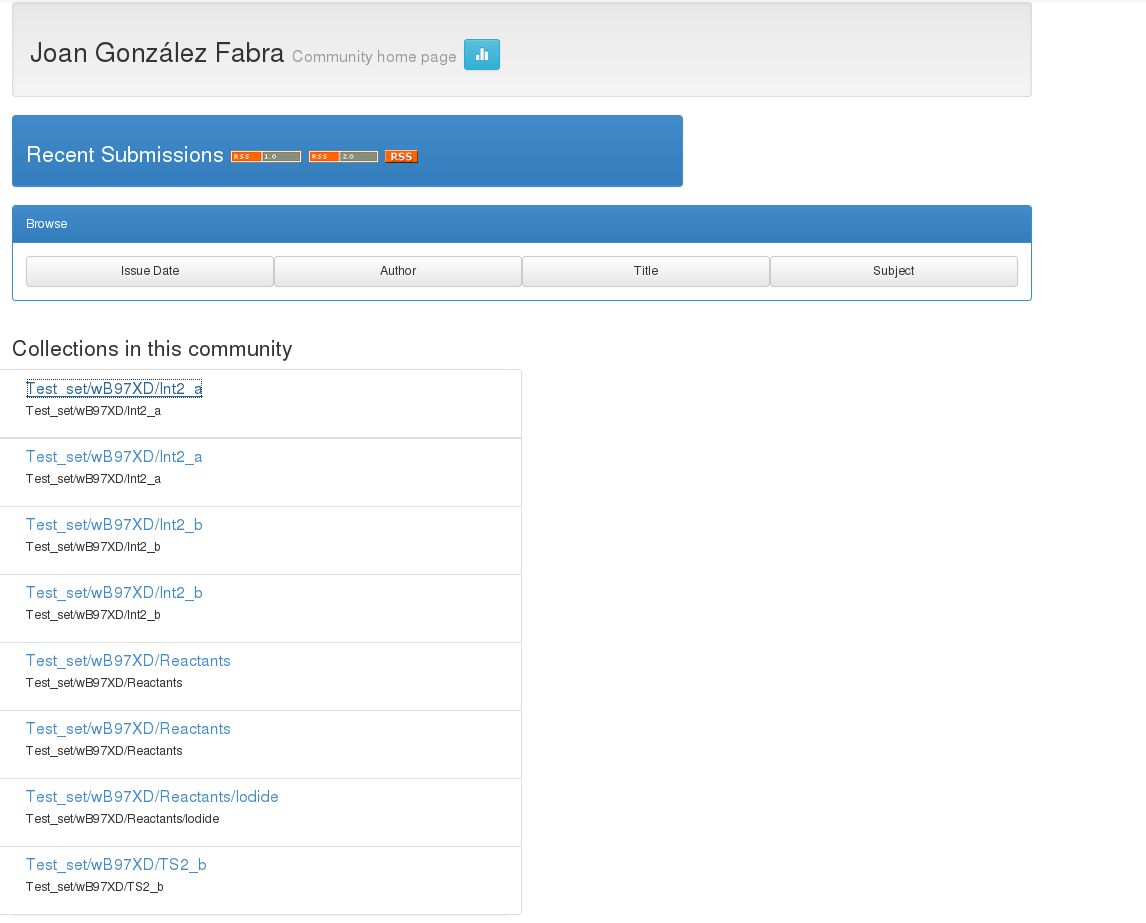 Joan González Fabra Community home page
Recent Submissions RSS 1.0 RSS 2.0 RSS
Browse
Issue Date Author Title Subject
Collections in this community
Test_set/wB97XD/Int2_a
Test_set/wB97XD/Int2_a
Test_set/wB97XD/Int2_a
Test_set/wB97XD/Int2_a
Test_set/wB97XD/Int2_b
Test_set/wB97XD/Int2_b
Test_set/wB97XD/Int2_b
Test_set/wB97XD/Int2_b
Test_set/wB97XD/Reactants
Test_set/wB97XD/Reactants
Test_set/wB97XD/Reactants
Test_set/wB97XD/Reactants
Test_set/wB97XD/Reactants/Iodide
Test_set/wB97XD/Reactants/Iodide
Test_set/wB97XD/TS2_b
Test_set/wB97XD/TS2_b